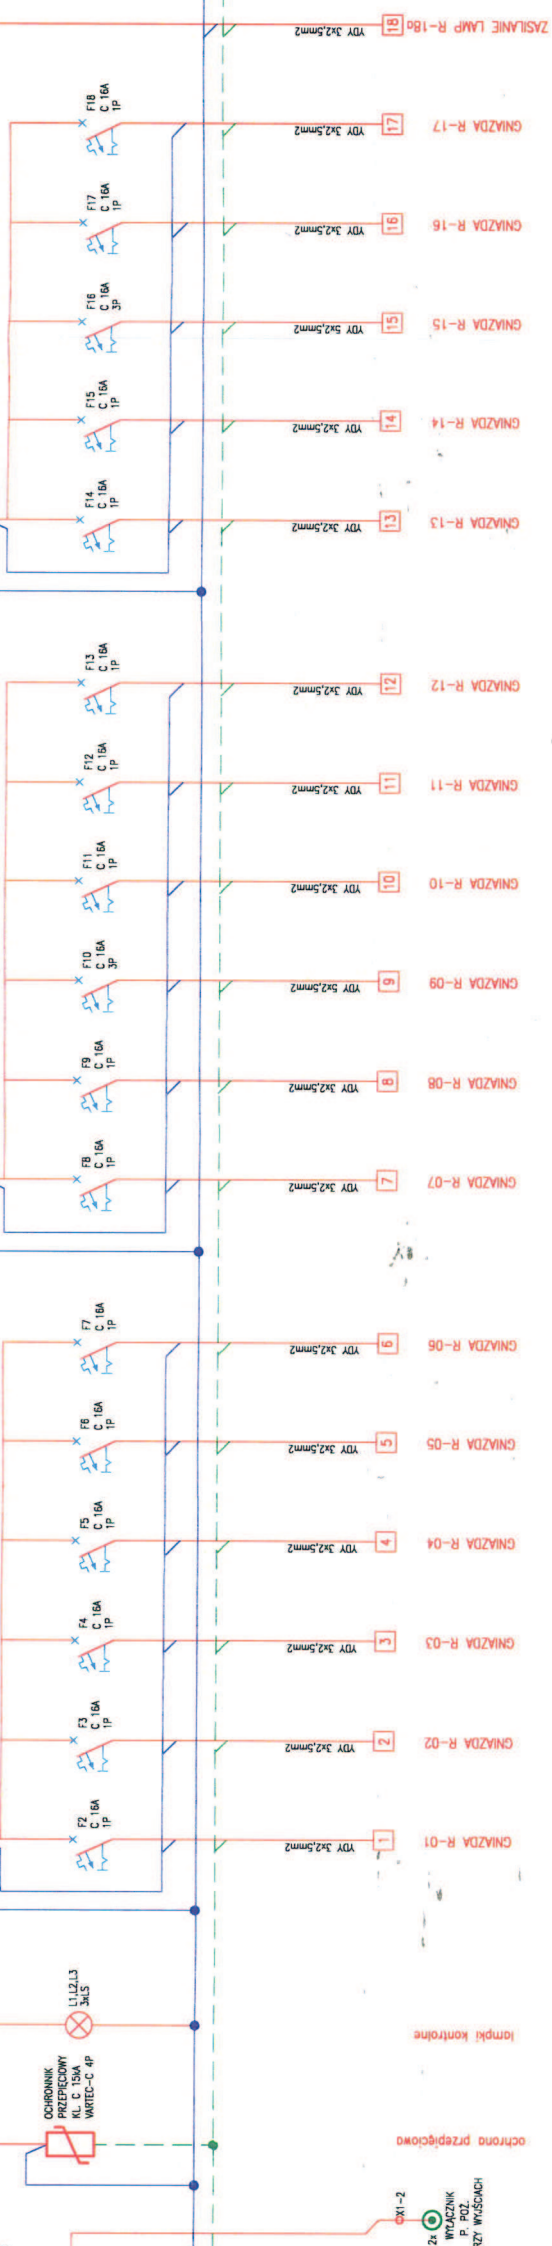 ZASILANIE LAMP R-18a
18
YDY 3x2,5mm2
F18
C 16A
1P
YDY 3x2,5mm2
17
GNIAZDA R-17
F17
C 16A
1P
YDY 3x2,5mm2
16
GNIAZDA R-16
F16
C 16A
3P
YDY 5x2,5mm2
15
GNIAZDA R-15
F15
C 16A
1P
YDY 3x2,5mm2
14
GNIAZDA R-14
F14
C 16A
1P
YDY 3x2,5mm2
13
GNIAZDA R-13
F13
C 16A
1P
YDY 3x2,5mm2
12
GNIAZDA R-12
F12
C 16A
1P
YDY 3x2,5mm2
11
GNIAZDA R-11
F11
C 16A
1P
YDY 3x2,5mm2
10
GNIAZDA R-10
F10
C 16A
3P
YDY 5x2,5mm2
9
GNIAZDA R-09
F9
C 16A
1P
YDY 3x2,5mm2
8
GNIAZDA R-08
F8
C 16A
1P
YDY 3x2,5mm2
7
GNIAZDA R-07
F7
C 16A
1P
YDY 3x2,5mm2
6
GNIAZDA R-06
F6
C 16A
1P
YDY 3x2,5mm2
5
GNIAZDA R-05
F5
C 16A
1P
YDY 3x2,5mm2
4
GNIAZDA R-04
F4
C 16A
1P
YDY 3x2,5mm2
3
GNIAZDA R-03
F3
C 16A
1P
YDY 3x2,5mm2
2
GNIAZDA R-02
F2
C 16A
1P
YDY 3x2,5mm2
1
GNIAZDA R-01
L1,L2,L3
3xLS
lampki kontrolne
OCHRONNIK
PRZEPIĘCIOWY
KL. C 15kA
VARTEC-C 4P
ochrona przepięciowa
X1-2
2x
WYŁĄCZNIK
P. POŻ.
RZY WYJŚCIACH